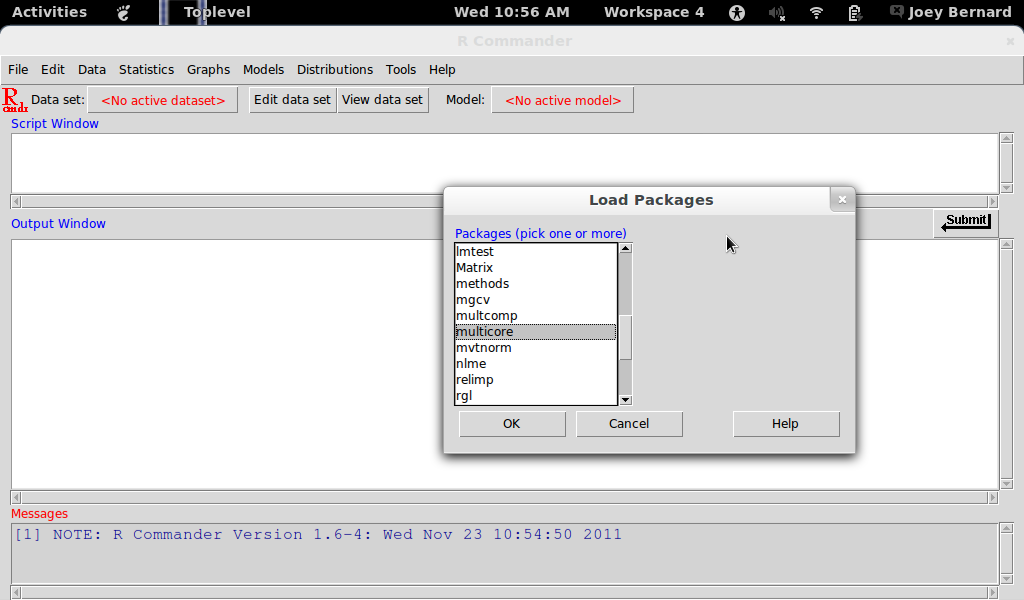 Activities Toplevel Wed 10:56 AM Workspace 4 Joey Bernard
R Commander
File Edit Data Statistics Graphs Models Distributions Tools Help
R cmdr Data set: <No active dataset> Edit data set View data set Model: <No active model>
Script Window
Load Packages
Output Window
Submit
Packages (pick one or more)
lmtest
Matrix
methods
mgcv
multcomp
multicore
mvtnorm
nlme
relimp
rgl
OK Cancel Help
Messages
[1] NOTE: R Commander Version 1.6-4: Wed Nov 23 10:54:50 2011